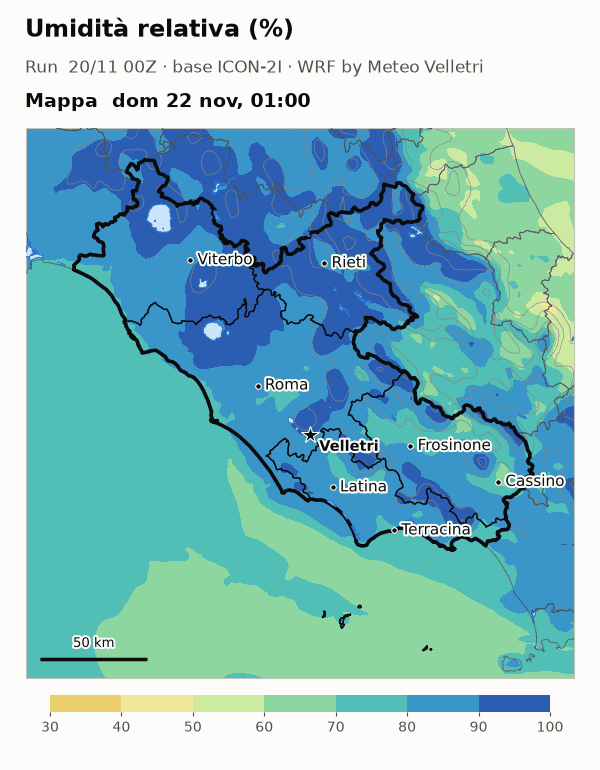 Umidità relativa (%)
Run  20/11 00Z · base ICON-2I · WRF by Meteo Velletri
Mappa  dom 22 nov, 01:00
Viterbo
Rieti
Roma
Velletri
Frosinone
Cassino
Latina
Terracina
50 km
30 40 50 60 70 80 90 100